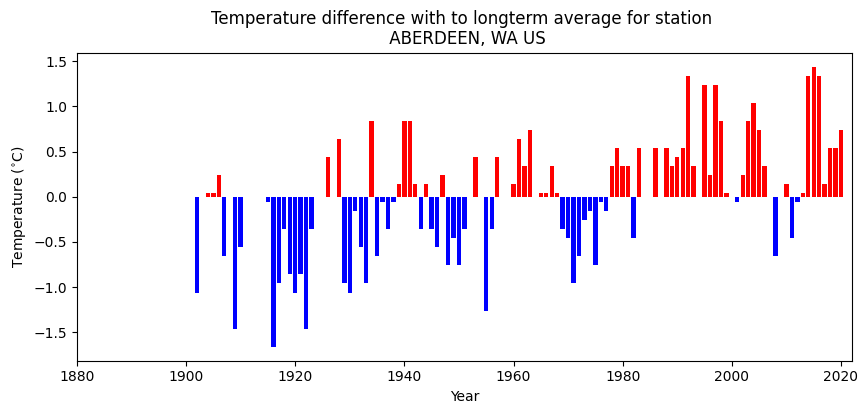 Temperature difference with to longterm average for station
ABERDEEN, WA US
1.5
1.0
0.5
0.0
−0.5
−1.0
−1.5
Temperature (°C)
1880 1900 1920 1940 1960 1980 2000 2020
Year